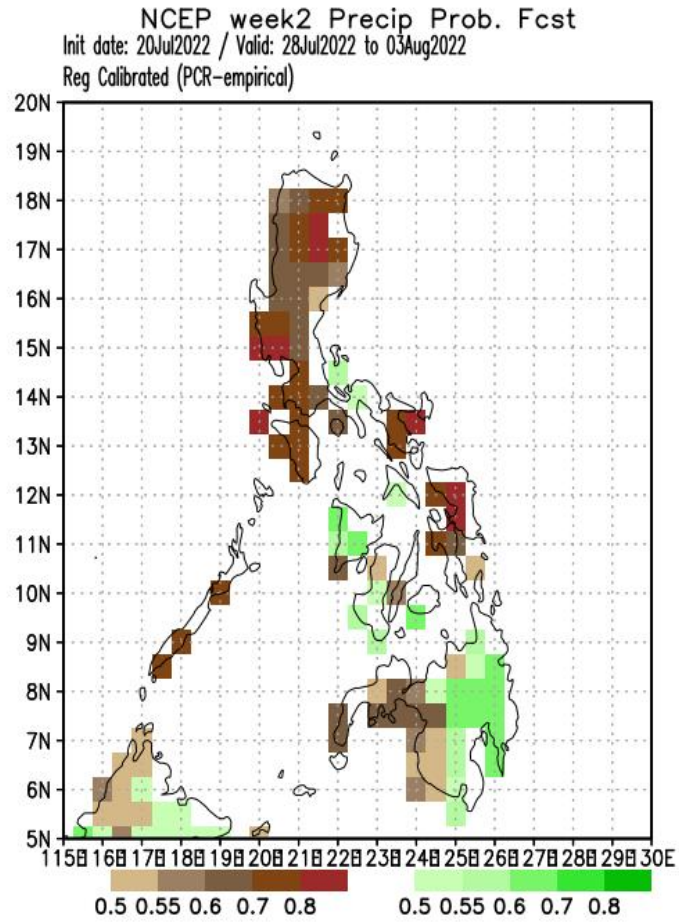 NCEP week2 Precip Prob. Fcst
Init date: 20Jul2022 / Valid: 28Jul2022 to 03Aug2022
Reg Calibrated (PCR-empirical)
20N
19N
18N
17N
16N
15N
14N
13N
12N
11N
10N
9N
8N
7N
6N
5N
115E 116E 117E 118E 119E 120E 121E 122E 123E 124E 125E 126E 127E 128E 129E 130E
0.5 0.55 0.6 0.7 0.8 0.5 0.55 0.6 0.7 0.8